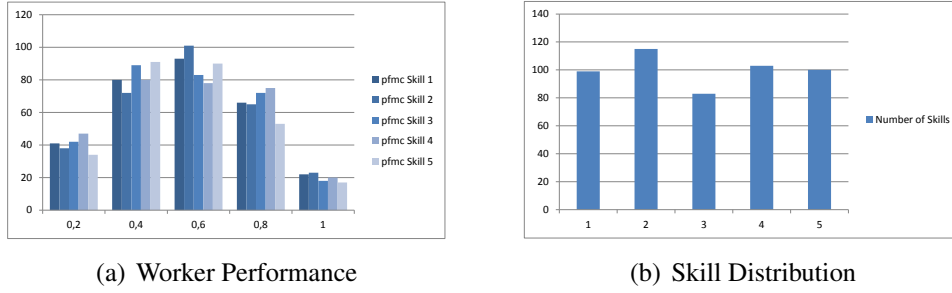 120
100
80
60
40
20
0
0,2 0,4 0,6 0,8 1
pfmc Skill 1
pfmc Skill 2
pfmc Skill 3
pfmc Skill 4
pfmc Skill 5
(a) Worker Performance
140
120
100
80
60
40
20
0
1 2 3 4 5
Number of Skills
(b) Skill Distribution